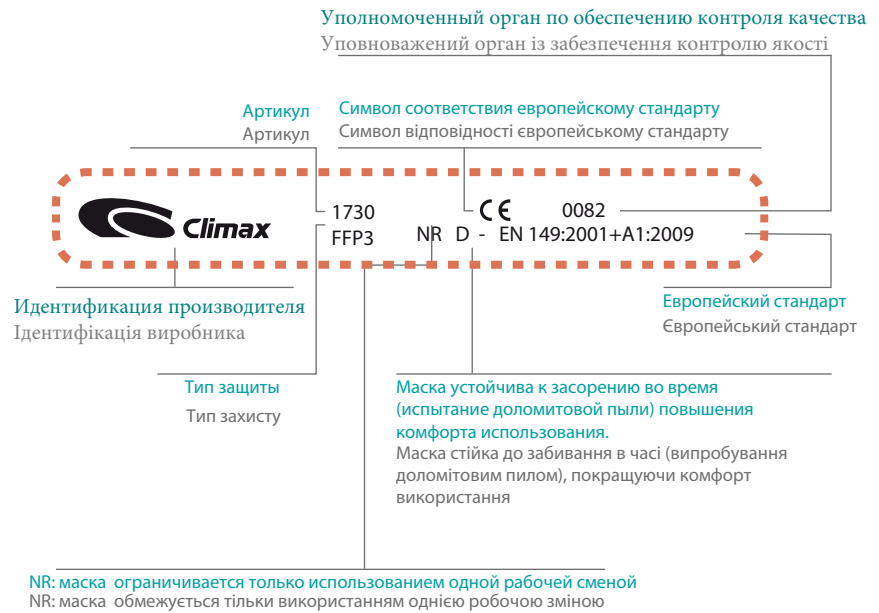 Уполномоченный орган по обеспечению контроля качества
Уповноважений орган із забезпечення контролю якості
Артикул
Артикул
Символ соответствия европейскому стандарту
Символ відповідності європейському стандарту
Climax
1730
CE 0082
FFP3 NR D - EN 149:2001+A1:2009
Идентификация производителя
Ідентифікація виробника
Европейский стандарт
Європейський стандарт
Тип защиты
Тип захисту
Маска устойчива к засорению во время
(испытание доломитовой пыли) повышения
комфорта использования.
Маска стійка до забивання в часі (випробування
доломітовим пилом), покращуючи комфорт
використання
NR: маска ограничивается только использованием одной рабочей сменой
NR: маска обмежується тільки використанням однією робочою зміною